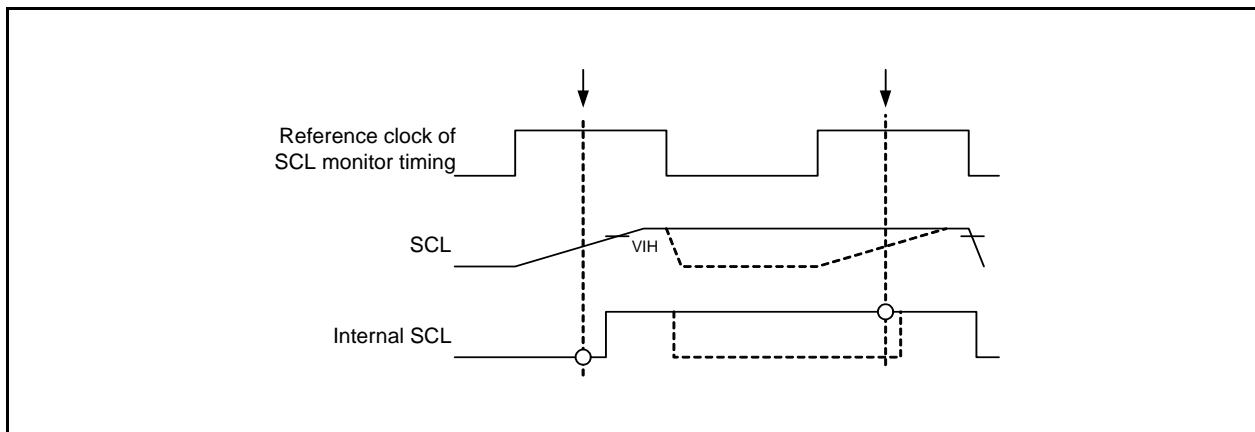 Reference clock of
SCL monitor timing
SCL
VIH
Internal SCL